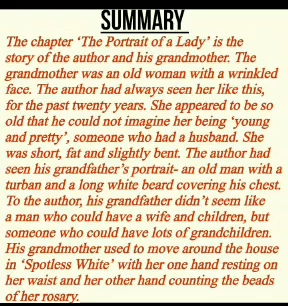 SUMMARY
The chapter ‘The Portrait of a Lady’ is the
story of the author and his grandmother. The
grandmother was an old woman with a wrinkled
face. The author had always seen her like this,
for the past twenty years. She appeared to be so
old that he could not imagine her being ‘young
and pretty’, someone who had a husband. She
was short, fat and slightly bent. The author had
seen his grandfather’s portrait- an old man with a
turban and a long white beard covering his chest.
To the author, his grandfather didn’t seem like
a man who could have a wife and children, but
someone who could have lots of grandchildren.
His grandmother used to move around the house
in ‘Spotless White’ with her one hand resting on
her waist and her other hand counting the beads
of her rosary.